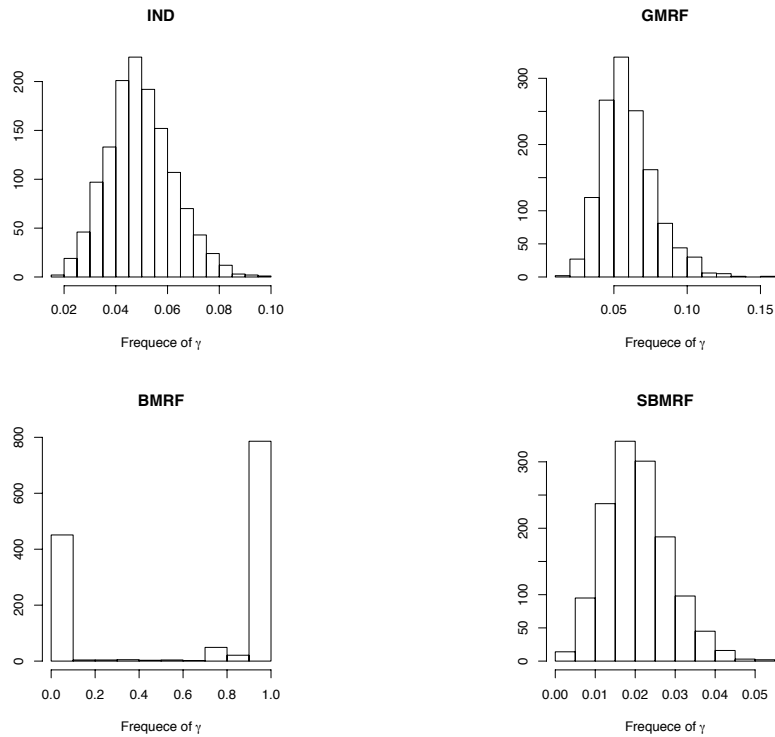 IND
0 50 100 150 200
0.02 0.04 0.06 0.08 0.10
Frequece of γ
GMRF
0 50 100 200 300
0.05 0.10 0.15
Frequece of γ
BMRF
0 200 400 600 800
0.0 0.2 0.4 0.6 0.8 1.0
Frequece of γ
SBMRF
0 50 100 200 300
0.00 0.01 0.02 0.03 0.04 0.05
Frequece of γ